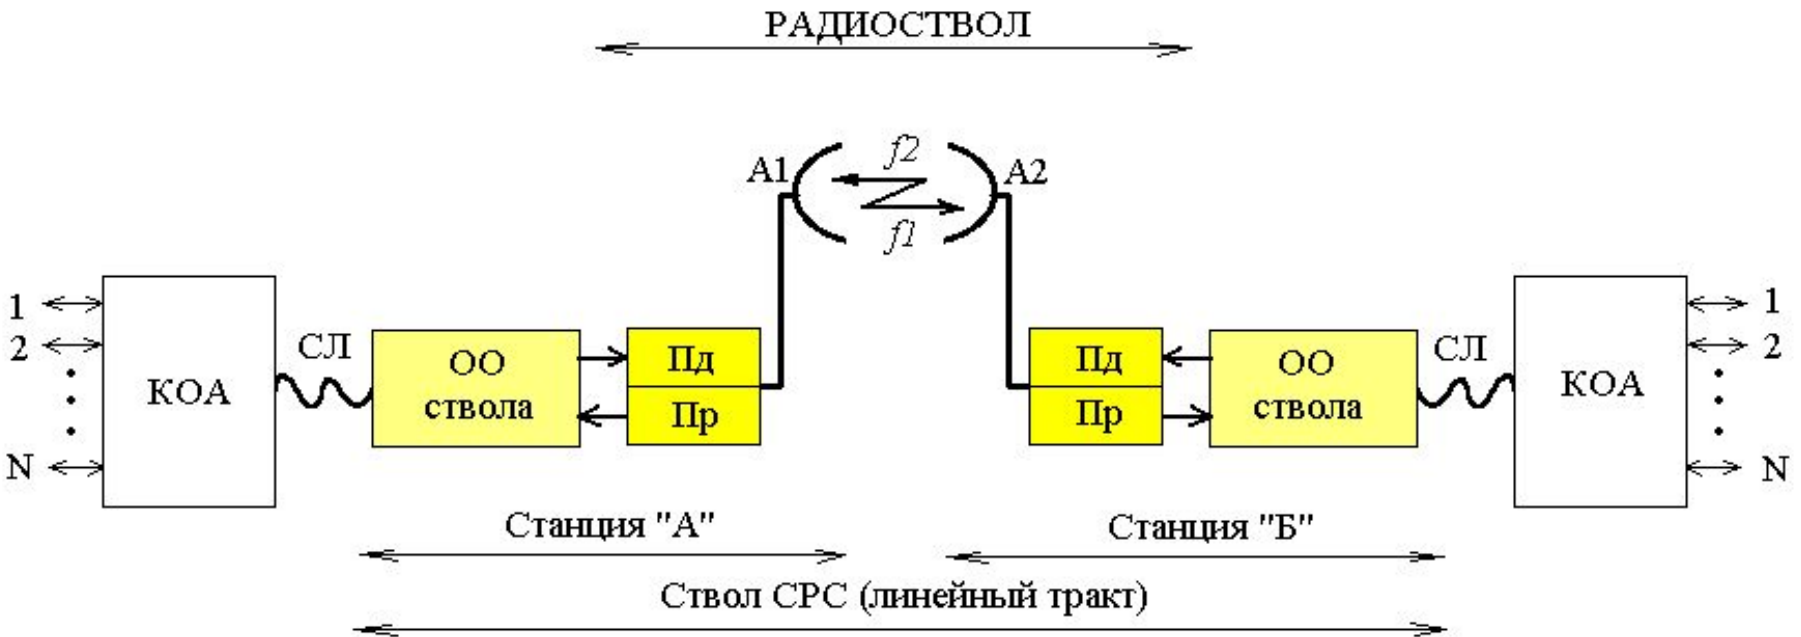 РАДИОСТВОЛ
f2
A1
A2
f1
1
1
2
СЛ
ОО
ствола
Пд
Пд
ОО
ствола
СЛ
2
КОА
Пр
Пр
КОА
N
N
Станция "А"
Станция "Б"
Ствол СРС (линейный тракт)